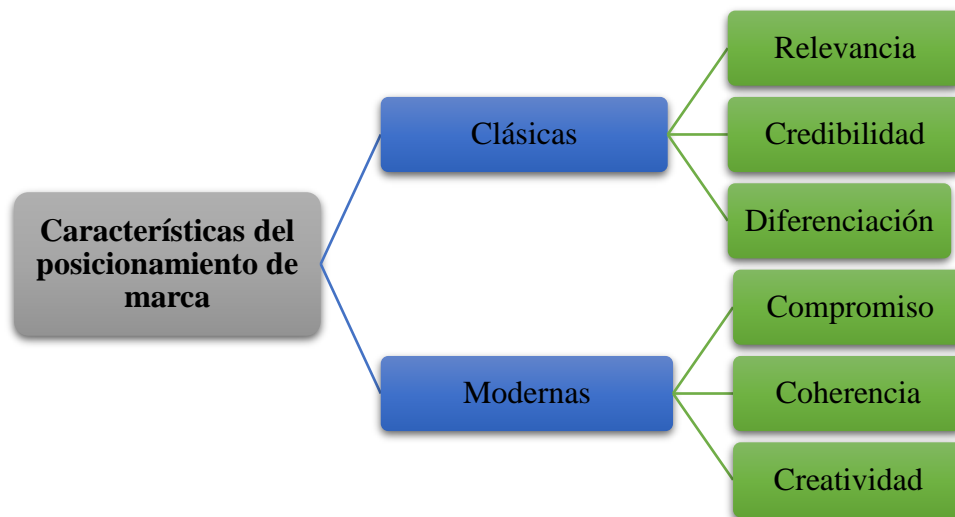 Características del
posicionamiento de
marca
Clásicas
Relevancia
Credibilidad
Diferenciación
Modernas
Compromiso
Coherencia
Creatividad